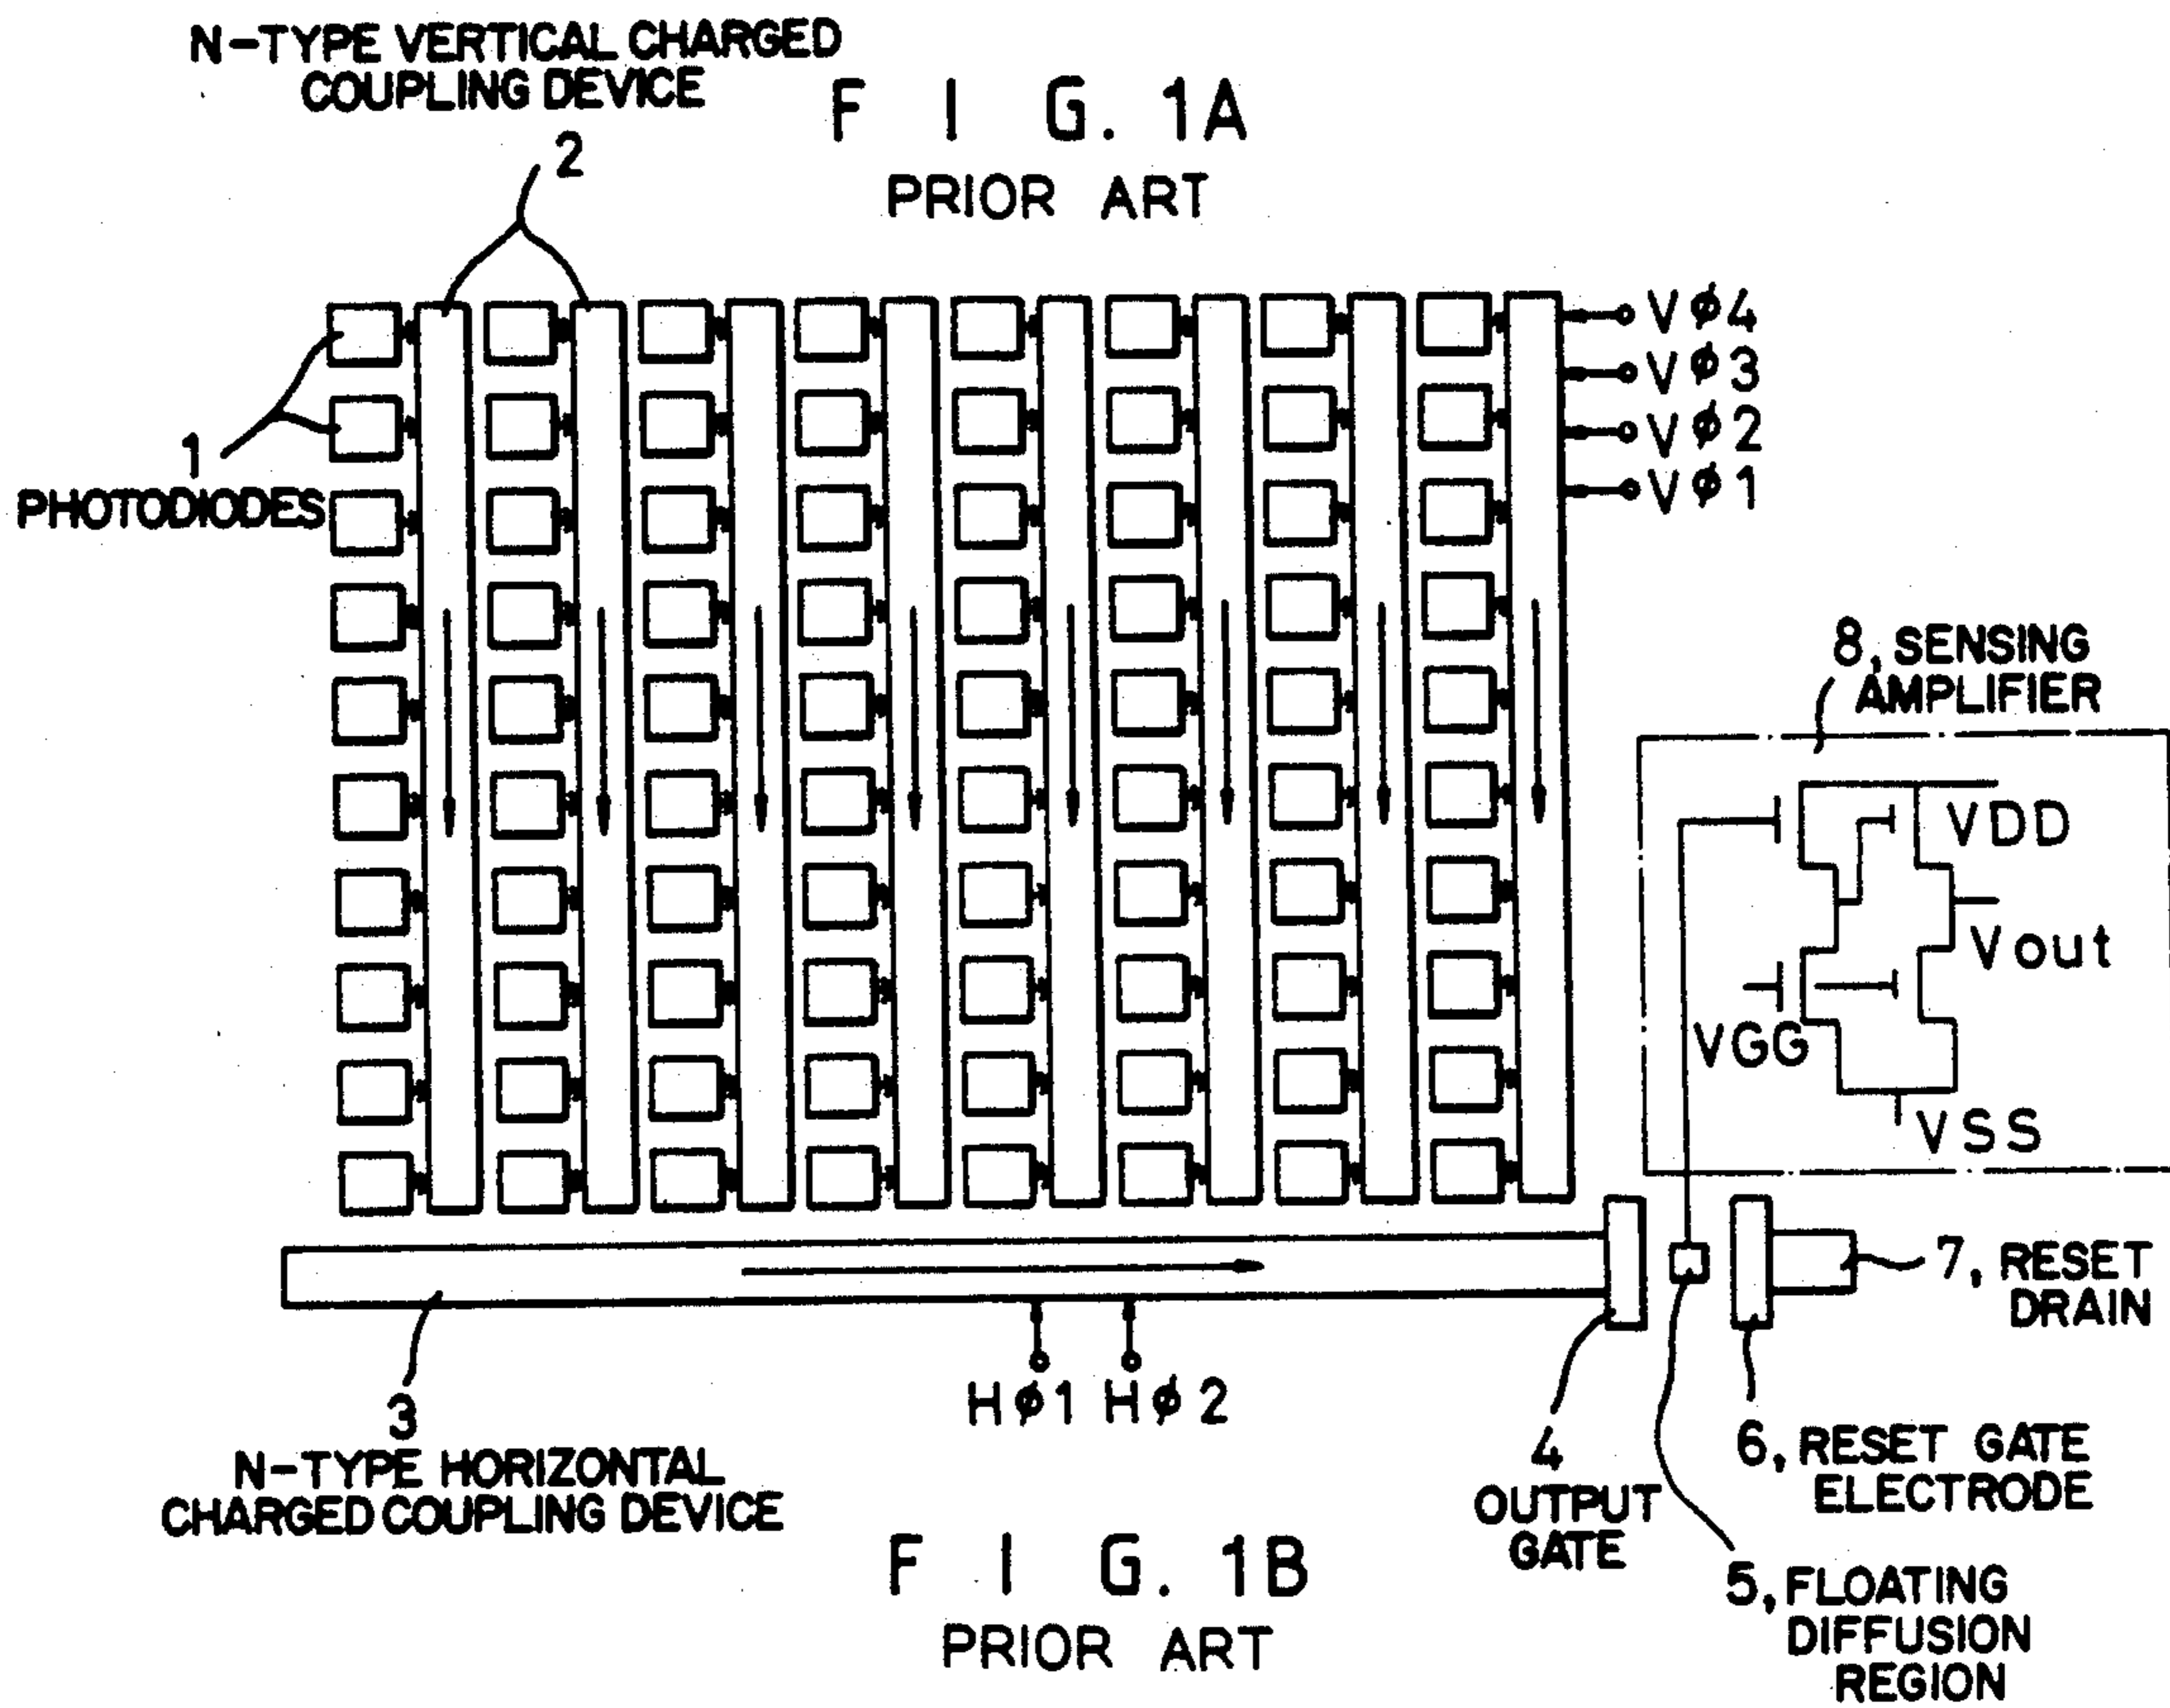 N-TYPE VERTICAL CHARGED
COUPLING DEVICE
F I G. 1A
PRIOR ART
2
Vφ4
Vφ3
Vφ2
Vφ1
1
PHOTODIODES
8, SENSING
AMPLIFIER
VDD
Vout
VGG
VSS
7, RESET
DRAIN
Hφ1 Hφ2
3
N-TYPE HORIZONTAL
CHARGED COUPLING DEVICE
4
OUTPUT
GATE
6, RESET GATE
ELECTRODE
5, FLOATING
DIFFUSION
REGION
F I G. 1B
PRIOR ART